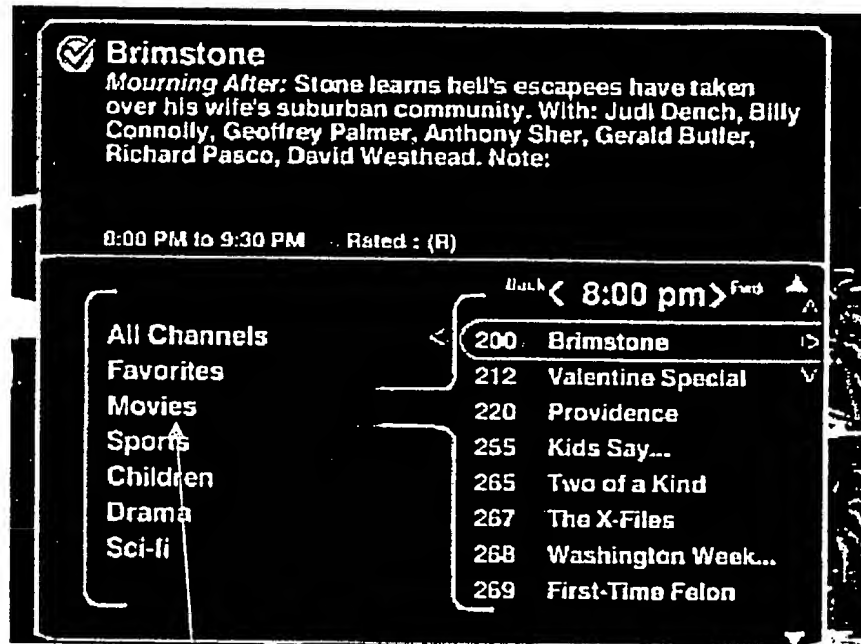 Brimstone
Mourning After: Stone learns hell's escapees have taken
over his wife's suburban community. With: Judi Dench, Billy
Connolly, Geoffrey Palmer, Anthony Sher, Gerald Butler,
Richard Pasco, David Westhead. Note:
8:00 PM to 9:30 PM Rated : (R)
Back < 8:00 pm > Fwd
All Channels
Favorites
Movies
Sports
Children
Drama
Sci-fi
200 Brimstone
212 Valentine Special
220 Providence
255 Kids Say...
265 Two of a Kind
267 The X-Files
268 Washington Week...
269 First-Time Felon